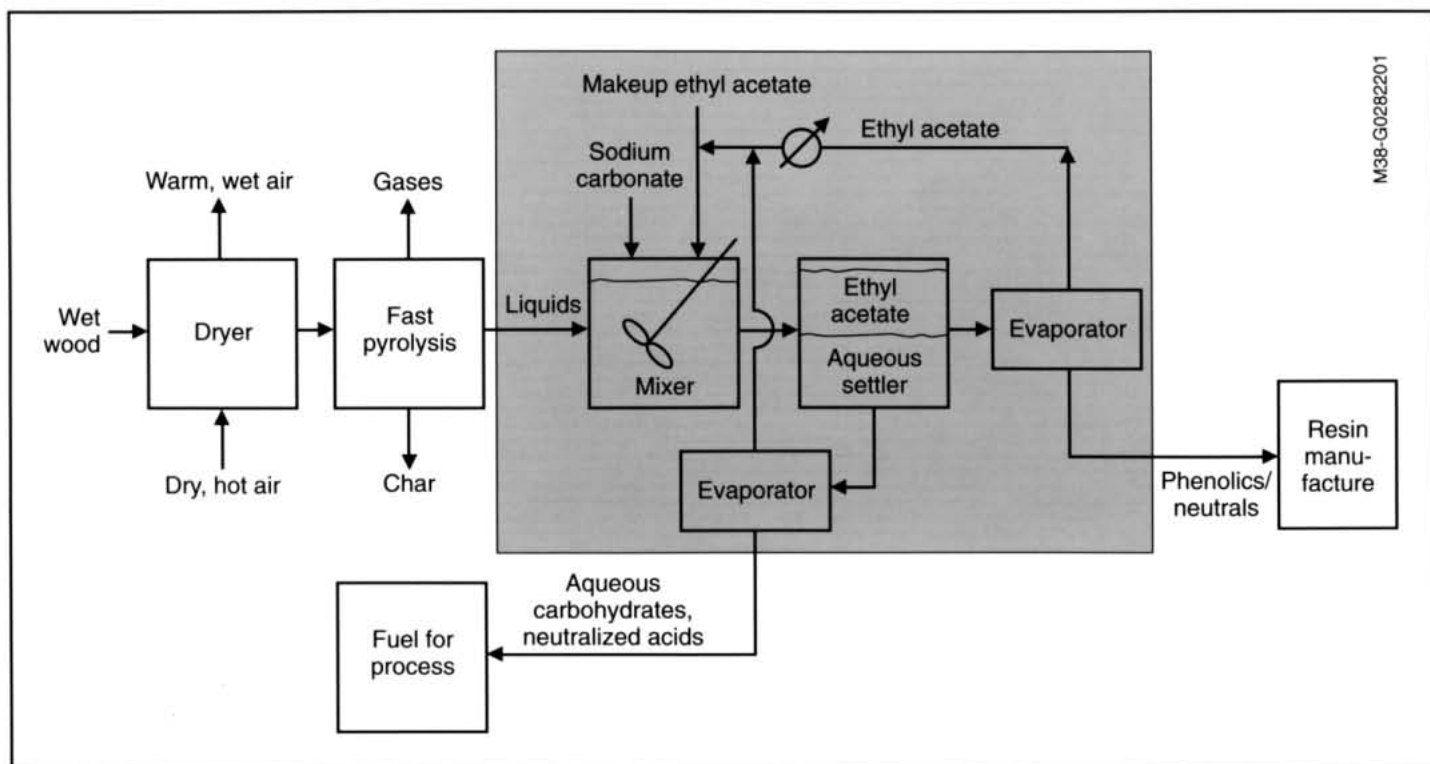 M38-G0282201
Makeup ethyl acetate
Ethyl acetate
Sodium
carbonate
Warm, wet air
Gases
Wet
wood
Dryer
Fast
pyrolysis
Liquids
Mixer
Ethyl
acetate
Aqueous
settler
Evaporator
Dry, hot air
Char
Evaporator
Phenolics/
neutrals
Resin
manu-
facture
Aqueous
carbohydrates,
neutralized acids
Fuel for
process